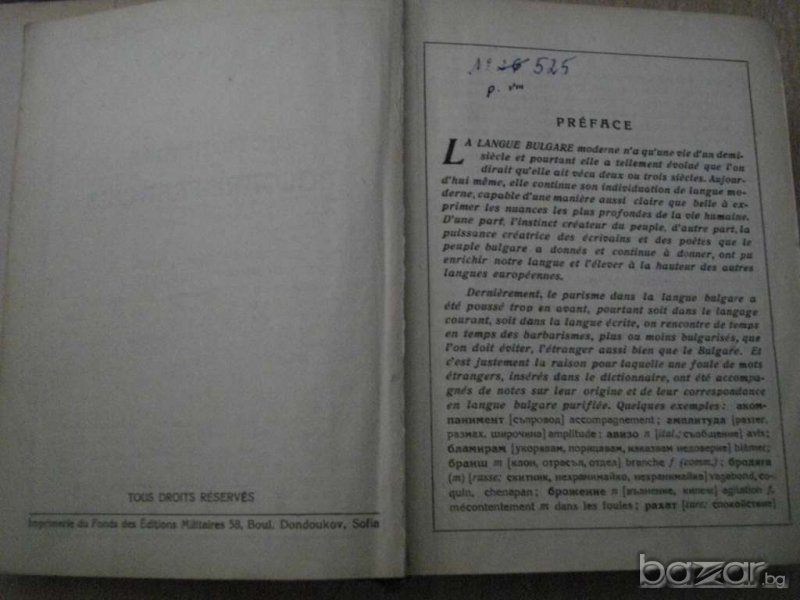 TOUS DROITS RÉSERVÉS
Imprimerie du Fonds des Éditions Militaires 58, Boul. Dondoukov, Sofia
№ 26 525
p.
PRÉFACE
LA LANGUE BULGARE moderne n'a qu'une vie d'un demi-
siècle et pourtant elle a tellement évolué que l'on
dirait qu'elle ait vécu deux ou trois siècles. Aujour-
d'hui même, elle continue son individuation de langue mo-
derne, capable d'une manière aussi claire que belle à ex-
primer les nuances les plus profondes de la vie humaine.
D'une part, l'instinct créateur du peuple, d'autre part, la
puissance créatrice des écrivains et des poètes que le
peuple bulgare a donnés et continue à donner, ont pu
enrichir notre langue et l'élever à la hauteur des autres
langues européennes.
Dernièrement, le purisme dans la langue bulgare a
été poussé trop en avant, pourtant soit dans le langage
courant, soit dans la langue écrite, on rencontre de temps
en temps des barbarismes, plus ou moins bulgarisés, que
l'on doit éviter, l'étranger aussi bien que le Bulgare. Et
c'est justement la raison pour laquelle une foule de mots
étrangers, insérés dans le dictionnaire, ont été accompa-
gnés de notes sur leur origine et de leur correspondance
en langue bulgare purifiée. Quelques exemples: аком-
панимент [съпровод] accompagnement; амплитуда [размах,
размах, широчина] amplitude; авизо n [ital.; съобщение] avis;
бламирам [укорявам, порицавам, наказвам недоверие] blâmer;
бранш m [клон, отрасъл, отдел] branche f (comm.); бродяга
(m) [russe: скитник, нехранимайко, нехранимайко] vagabond, co-
quin, chenapan; брожение n [вълнение, кипеж] agitation f,
mécontentement m dans les foules; рахат [turc; спокойствие]
bazar.bg